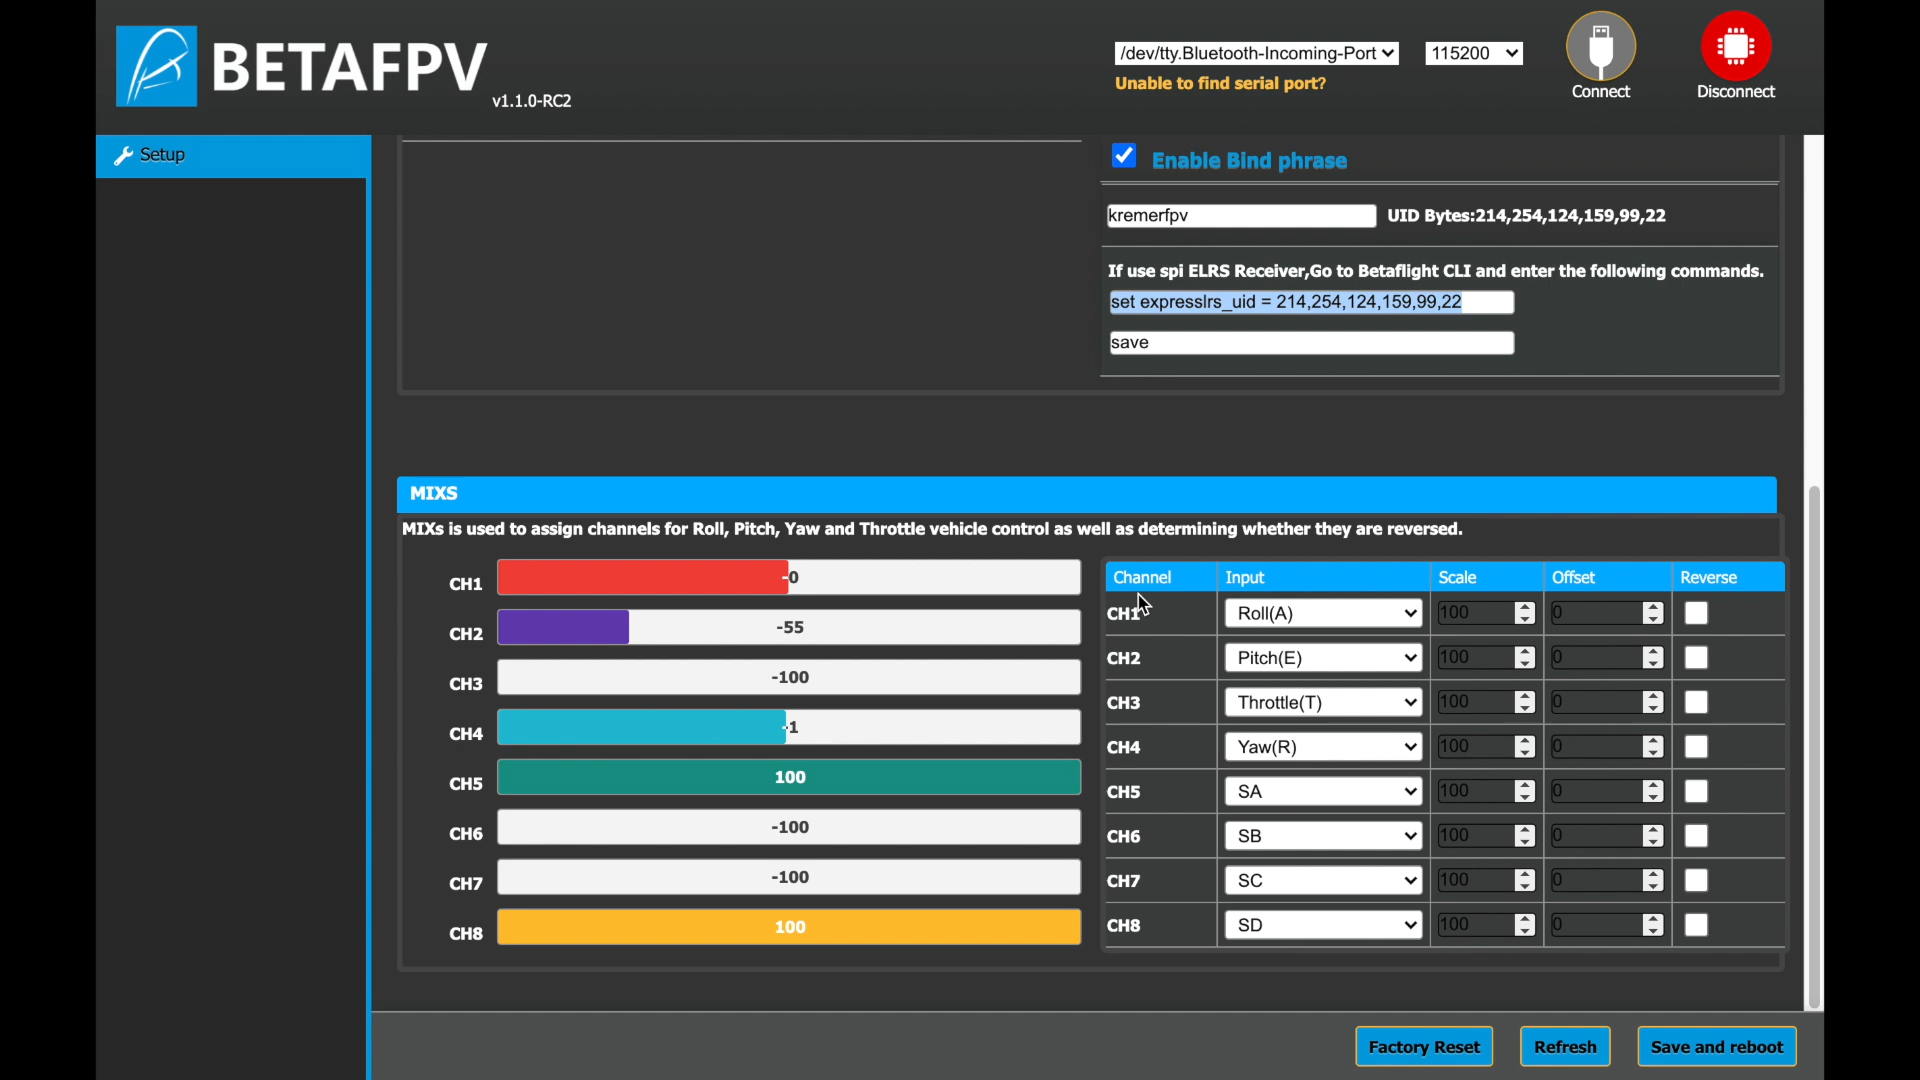 BETAFPV
v1.1.0-RC2
/dev/tty.Bluetooth-Incoming-Port
115200
Unable to find serial port?
Connect
Disconnect
Setup
Enable Bind phrase
kremerfpv
UID Bytes:214,254,124,159,99,22
If use spi ELRS Receiver,Go to Betaflight CLI and enter the following commands.
set expresslrs_uid = 214,254,124,159,99,22
save
MIXS
MIXs is used to assign channels for Roll, Pitch, Yaw and Throttle vehicle control as well as determining whether they are reversed.
CH1 -0
CH2 -55
CH3 -100
CH4 -1
CH5 100
CH6 -100
CH7 -100
CH8 100
Channel Input Scale Offset Reverse
CH1 Roll(A) 100 0
CH2 Pitch(E) 100 0
CH3 Throttle(T) 100 0
CH4 Yaw(R) 100 0
CH5 SA 100 0
CH6 SB 100 0
CH7 SC 100 0
CH8 SD 100 0
Factory Reset
Refresh
Save and reboot